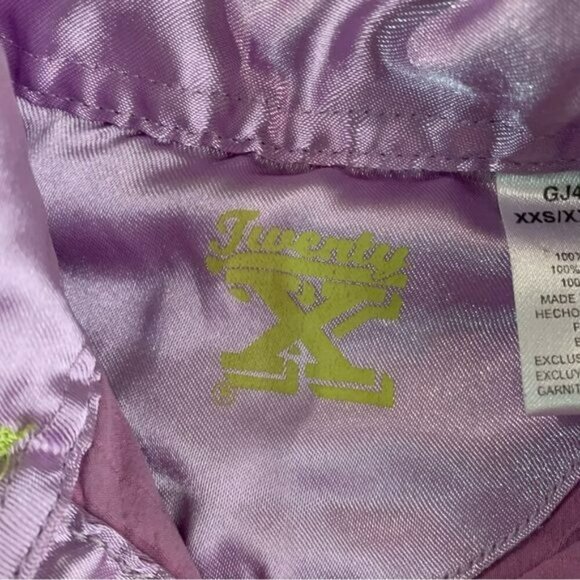 Twenty
X
GJ4
XXS/X
100%
100%
100
MADE
HECHO
EXCLUS
EXCLUY
GARNIT